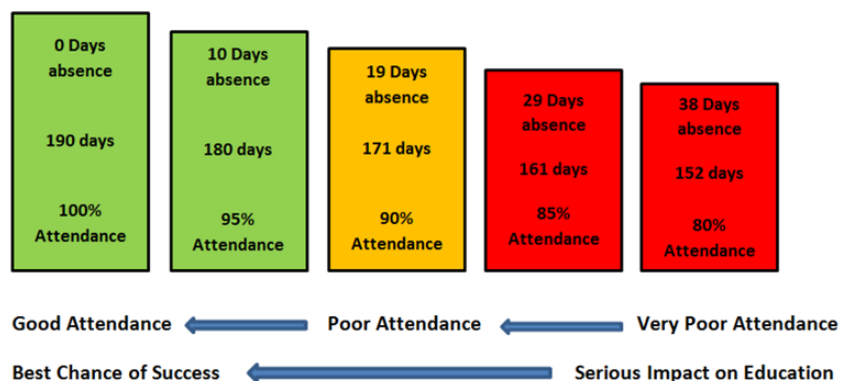 0 Days
absence
190 days
100%
Attendance
10 Days
absence
180 days
95%
Attendance
19 Days
absence
171 days
90%
Attendance
29 Days
absence
161 days
85%
Attendance
38 Days
absence
152 days
80%
Attendance
Good Attendance Poor Attendance Very Poor Attendance
Best Chance of Success Serious Impact on Education